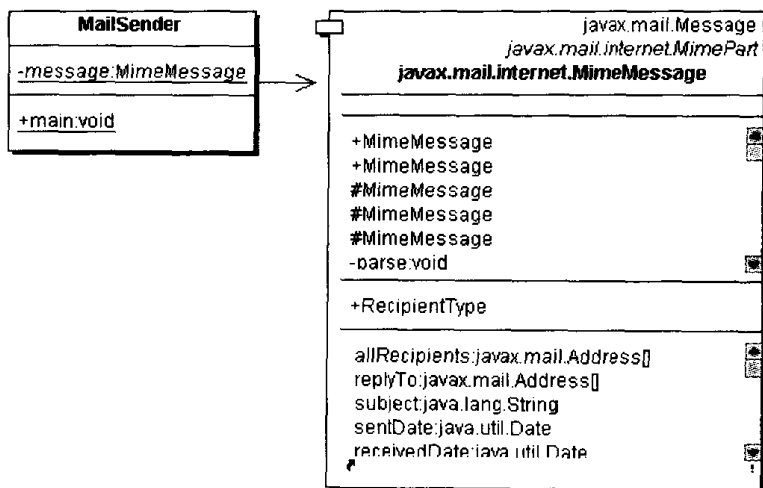 MailSender
-message:MimeMessage
+main:void
javax.mail.Message
javax.mail.internet.MimePart
javax.mail.internet.MimeMessage
+MimeMessage
+MimeMessage
#MimeMessage
#MimeMessage
#MimeMessage
-parse:void
+RecipientType
allRecipients:javax.mail.Address[]
replyTo:javax.mail.Address[]
subject:java.lang.String
sentDate:java.util.Date
receivedDate:java.util.Date